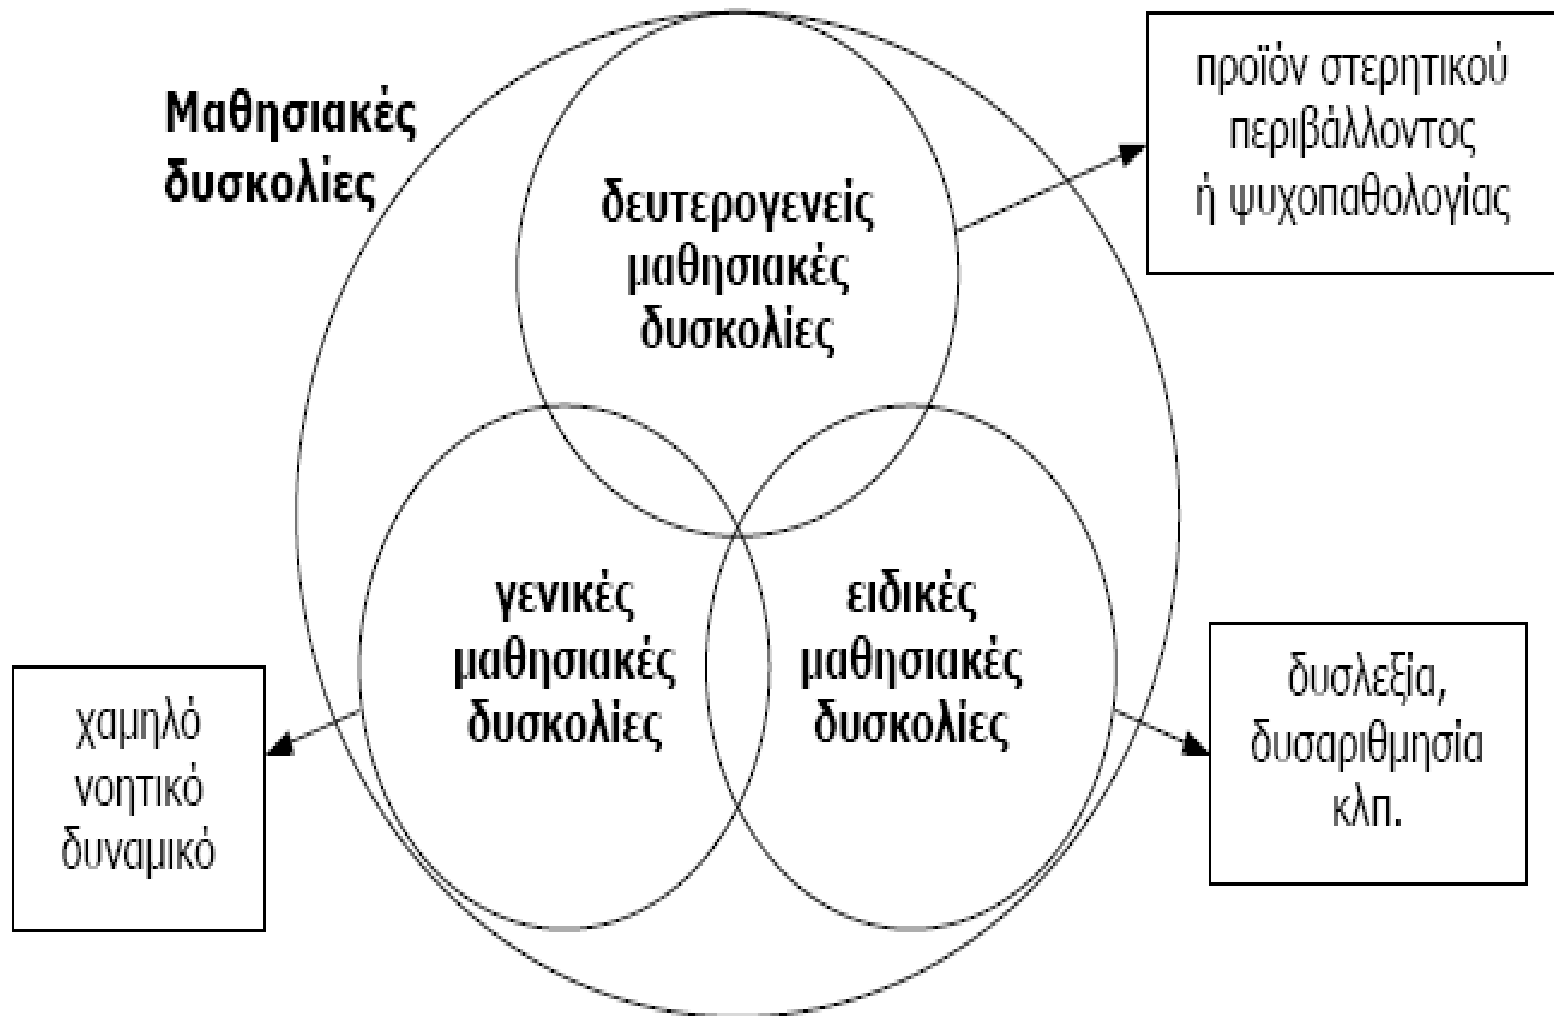 Μαθησιακές
δυσκολίες
δευτερογενείς
μαθησιακές
δυσκολίες
προϊόν στερητικού
περιβάλλοντος
ή ψυχοπαθολογίας
γενικές
μαθησιακές
δυσκολίες
ειδικές
μαθησιακές
δυσκολίες
χαμηλό
νοητικό
δυναμικό
δυσλεξία,
δυσαριθμησία
κλπ.